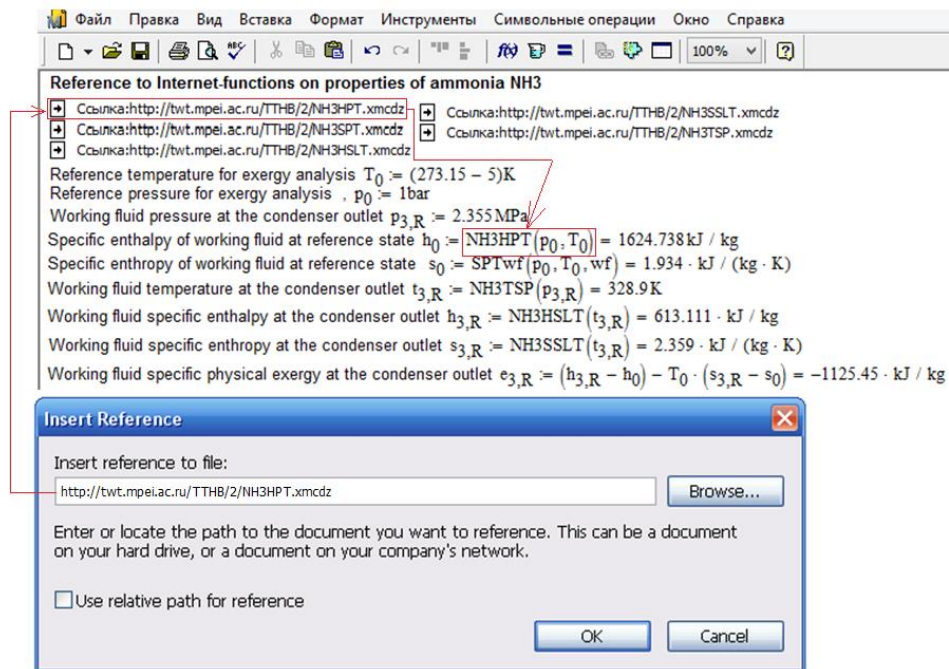 Файл Правка Вид Вставка Формат Инструменты Символьные операции Окно Справка
100%
Reference to Internet-functions on properties of ammonia NH3
Ссылка:http://twt.mpei.ac.ru/TTHB/2/NH3HPT.xmcdz Ссылка:http://twt.mpei.ac.ru/TTHB/2/NH3SSLT.xmcdz
Ссылка:http://twt.mpei.ac.ru/TTHB/2/NH3SPT.xmcdz Ссылка:http://twt.mpei.ac.ru/TTHB/2/NH3TSP.xmcdz
Ссылка:http://twt.mpei.ac.ru/TTHB/2/NH3HSLT.xmcdz
Reference temperature for exergy analysis T0 := (273.15 − 5)K
Reference pressure for exergy analysis , p0 := 1bar
Working fluid pressure at the condenser outlet p3,R := 2.355MPa
Specific enthalpy of working fluid at reference state h0 := NH3HPT(p0,T0) = 1624.738kJ / kg
Specific enthropy of working fluid at reference state s0 := SPTwf(p0,T0,wf) = 1.934 · kJ / (kg · K)
Working fluid temperature at the condenser outlet t3,R := NH3TSP(p3,R) = 328.9K
Working fluid specific enthalpy at the condenser outlet h3,R := NH3HSLT(t3,R) = 613.111 · kJ / kg
Working fluid specific enthropy at the condenser outlet s3,R := NH3SSLT(t3,R) = 2.359 · kJ / (kg · K)
Working fluid specific physical exergy at the condenser outlet e3,R := (h3,R − h0) − T0 · (s3,R − s0) = −1125.45 · kJ / kg
Insert Reference
Insert reference to file:
http://twt.mpei.ac.ru/TTHB/2/NH3HPT.xmcdz Browse...
Enter or locate the path to the document you want to reference. This can be a document
on your hard drive, or a document on your company's network.
Use relative path for reference
OK Cancel